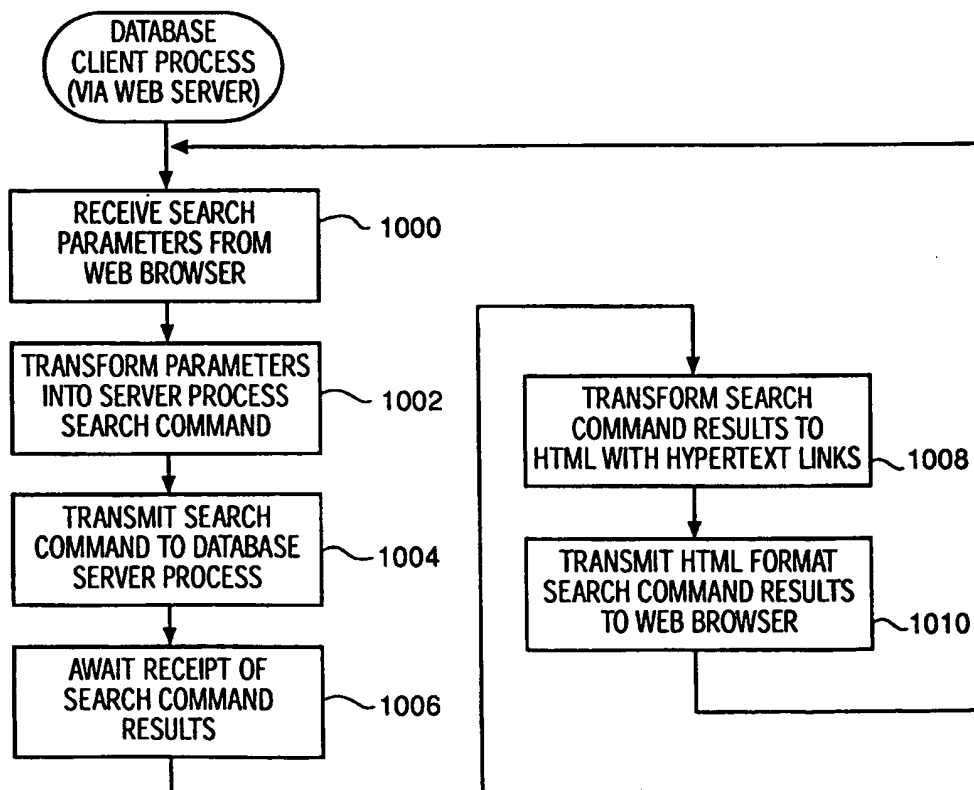 DATABASE
CLIENT PROCESS
(VIA WEB SERVER)
RECEIVE SEARCH
PARAMETERS FROM
WEB BROWSER
1000
TRANSFORM PARAMETERS
INTO SERVER PROCESS
SEARCH COMMAND
1002
TRANSMIT SEARCH
COMMAND TO DATABASE
SERVER PROCESS
1004
AWAIT RECEIPT OF
SEARCH COMMAND
RESULTS
1006
TRANSFORM SEARCH
COMMAND RESULTS TO
HTML WITH HYPERTEXT LINKS
1008
TRANSMIT HTML FORMAT
SEARCH COMMAND RESULTS
TO WEB BROWSER
1010